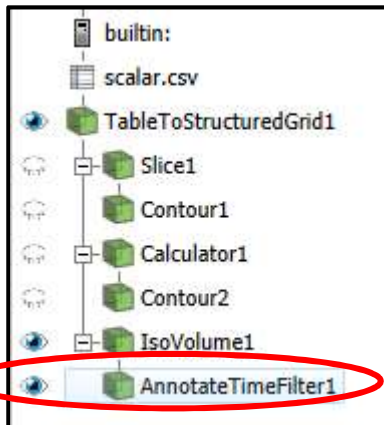 builtin:
scalar.csv
TableToStructuredGrid1
Slice1
Contour1
Calculator1
Contour2
IsoVolume1
AnnotateTimeFilter1